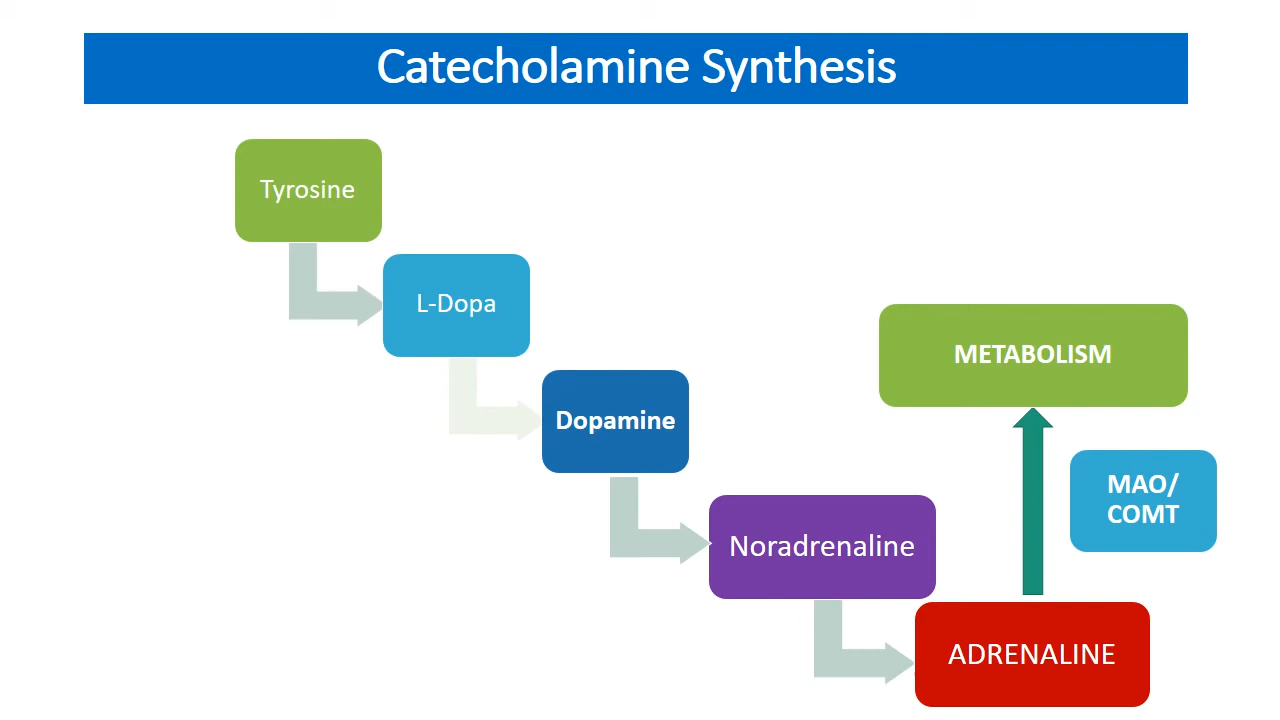 Catecholamine Synthesis
Tyrosine
L-Dopa
Dopamine
Noradrenaline
ADRENALINE
METABOLISM
MAO/
COMT